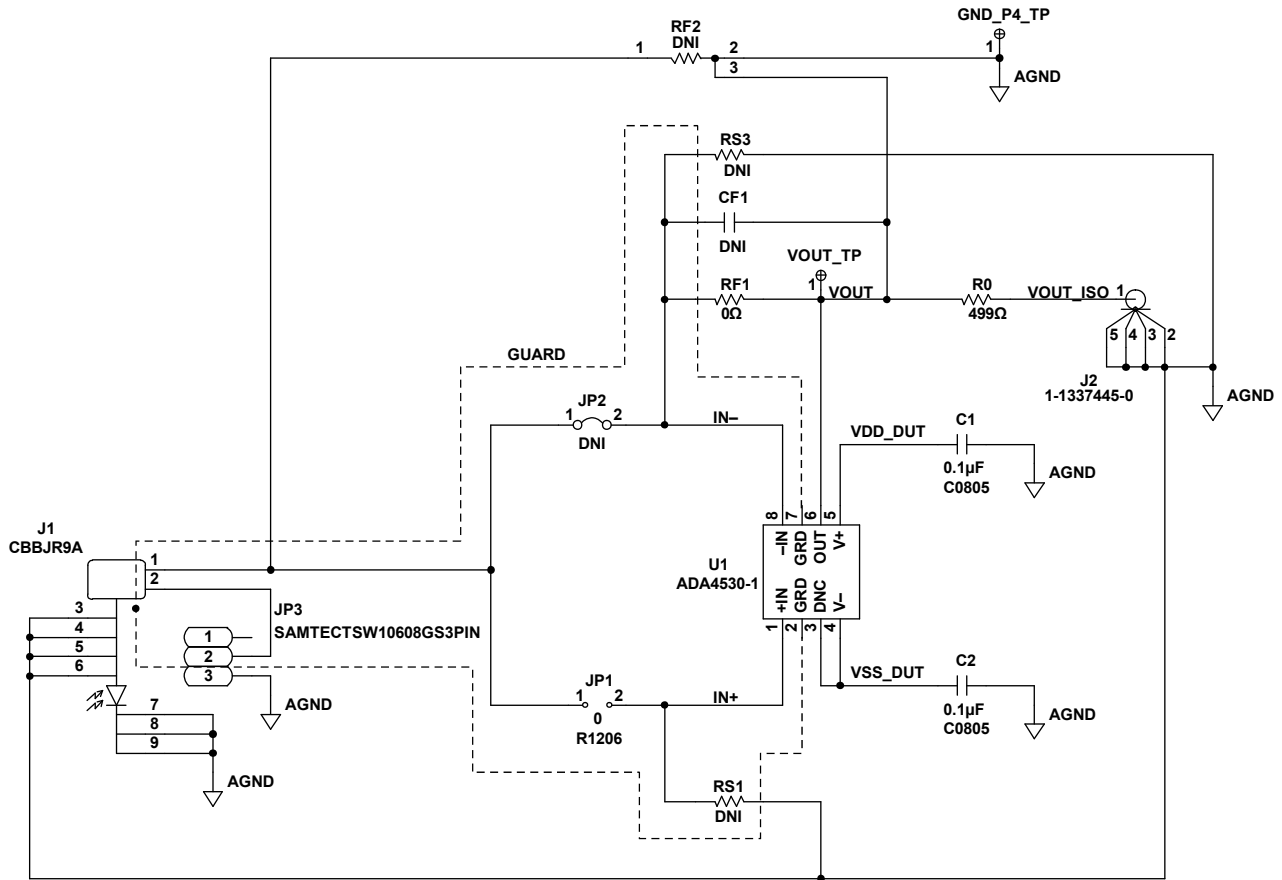 GND_P4_TP
1
AGND
RF2
DNI
1
2
3
RS3
DNI
CF1
DNI
VOUT_TP
1
RF1
0Ω
VOUT
R0
499Ω
VOUT_ISO
1
5
4
3
2
J2
1-1337445-0
AGND
GUARD
JP2
1
2
DNI
IN–
VDD_DUT
C1
0.1µF
C0805
AGND
J1
CBBJR9A
1
2
3
4
5
6
7
8
9
AGND
JP3
SAMTECTSW10608GS3PIN
1
2
3
AGND
U1
ADA4530-1
8
7
6
5
–IN
GRD
OUT
V+
+IN
GRD
DNC
V–
1
2
3
4
JP1
1
2
0
R1206
IN+
VSS_DUT
C2
0.1µF
C0805
AGND
RS1
DNI